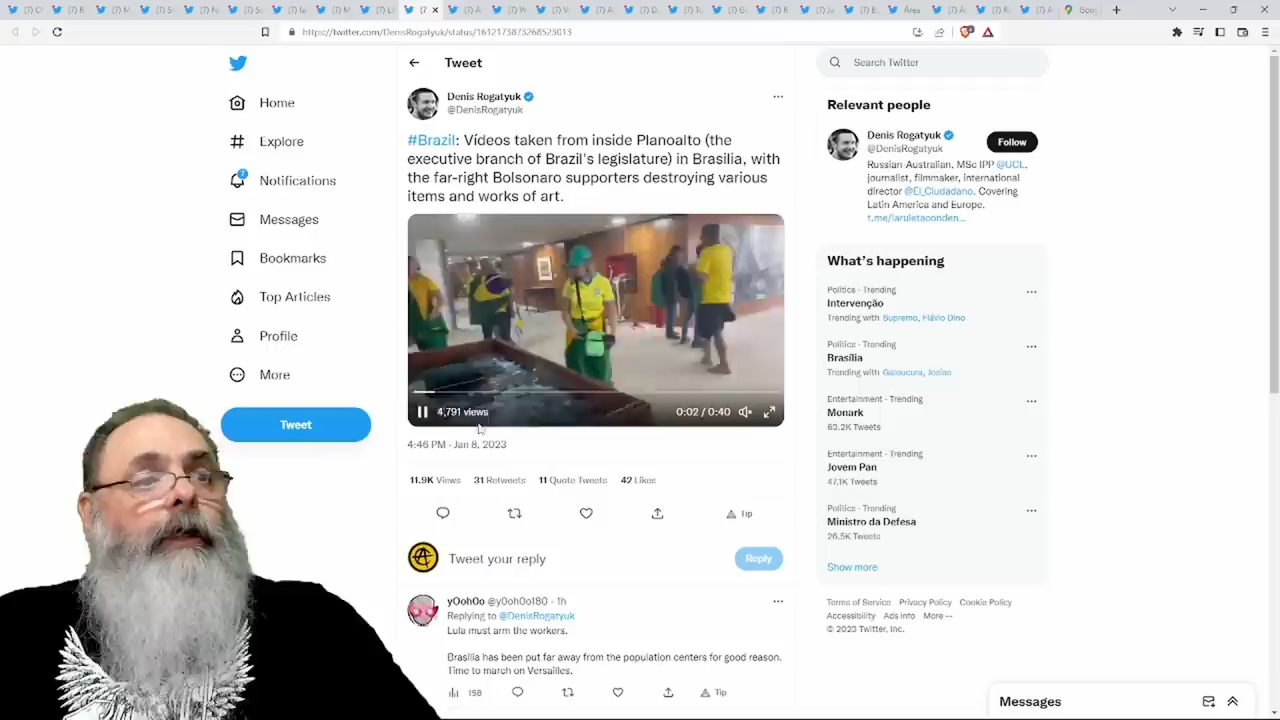 Goog
https://twitter.com/DenisRogatyuk/status/1612173873268523013
Home
Explore
7
Notifications
Messages
Bookmarks
Top Articles
Profile
More
Tweet
Tweet
Denis Rogatyuk
@DenisRogatyuk
#Brazil: Vídeos taken from inside Planoalto (the
executive branch of Brazil's legislature) in Brasilia, with
the far-right Bolsonaro supporters destroying various
items and works of art.
4,791 views
0:02 / 0:40
4:46 PM · Jan 8, 2023
11.9K Views 31 Retweets 11 Quote Tweets 42 Likes
Tip
Tweet your reply
Reply
yOoh0o @y0oh0o180 · 1h
Replying to @DenisRogatyuk
Lula must arm the workers.
Brasilia has been put far away from the population centers for good reason.
Time to march on Versailles.
158
Tip
Search Twitter
Relevant people
Denis Rogatyuk
@DenisRogatyuk
Follow
Russian-Australian, MSc IPP @UCL,
journalist, filmmaker, international
director @El_Ciudadano. Covering
Latin America and Europe.
t.me/laruletaconden…
What's happening
Politics · Trending
Intervenção
Trending with Supremo, Flávio Dino
Politics · Trending
Brasília
Trending with Galoucura, Josias
Entertainment · Trending
Monark
63.2K Tweets
Entertainment · Trending
Jovem Pan
47.1K Tweets
Politics · Trending
Ministro da Defesa
26.5K Tweets
Show more
Terms of Service Privacy Policy Cookie Policy
Accessibility Ads info More ···
© 2023 Twitter, Inc.
Messages